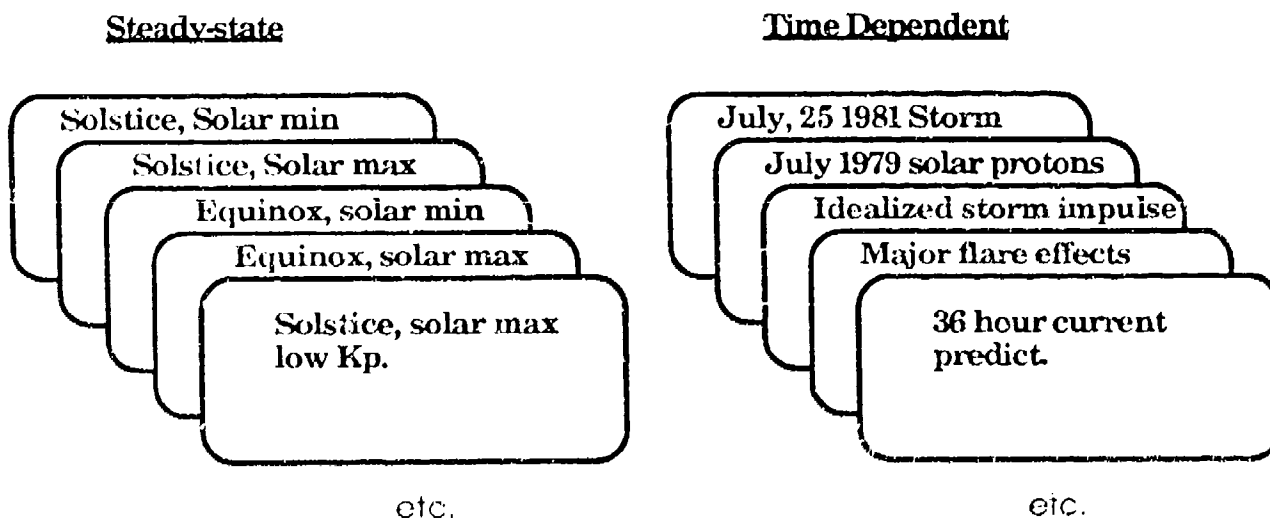 Steady-state
Solstice, Solar min
Solstice, Solar max
Equinox, solar min
Equinox, solar max
Solstice, solar max
low Kp.
etc.
Time Dependent
July, 25 1981 Storm
July 1979 solar protons
Idealized storm impulse
Major flare effects
36 hour current
predict.
etc.